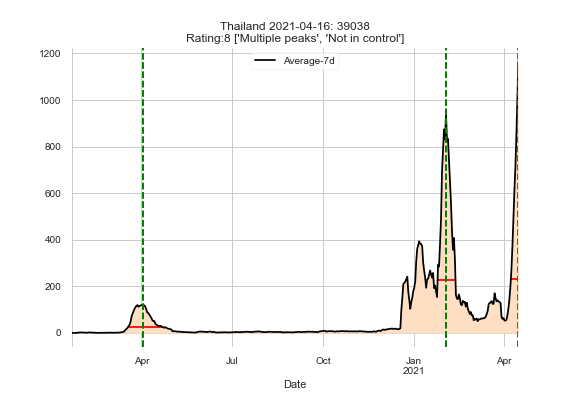 Thailand 2021-04-16: 39038
Rating:8 ['Multiple peaks', 'Not in control']
Average-7d
1200
1000
800
600
400
200
0
Apr
Jul
Oct
Jan
2021
Apr
Date